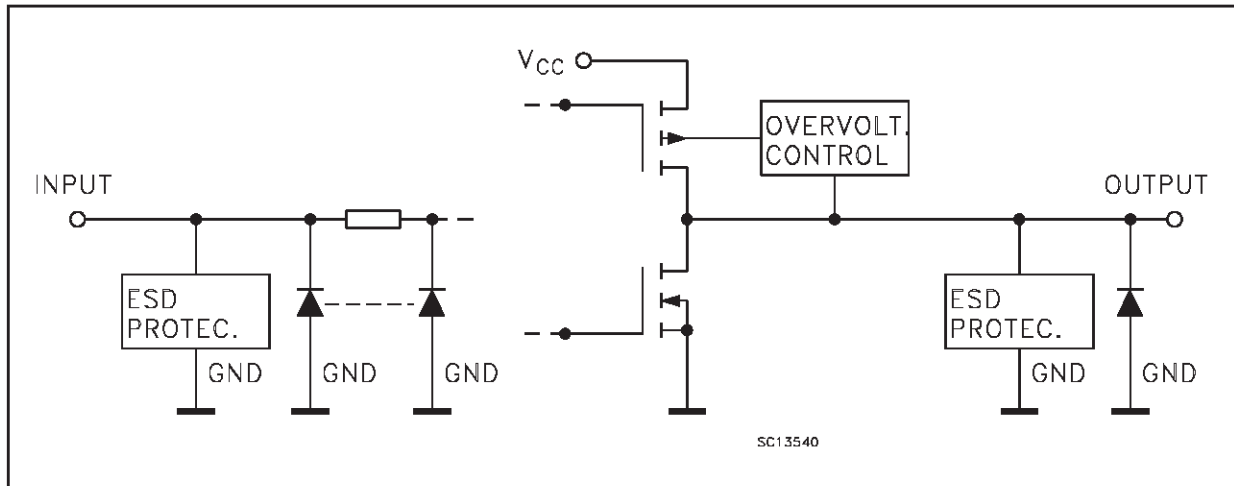 VCC
OVERVOLT.
CONTROL
INPUT
OUTPUT
ESD
PROTEC.
ESD
PROTEC.
GND
GND
GND
GND
GND
SC13540